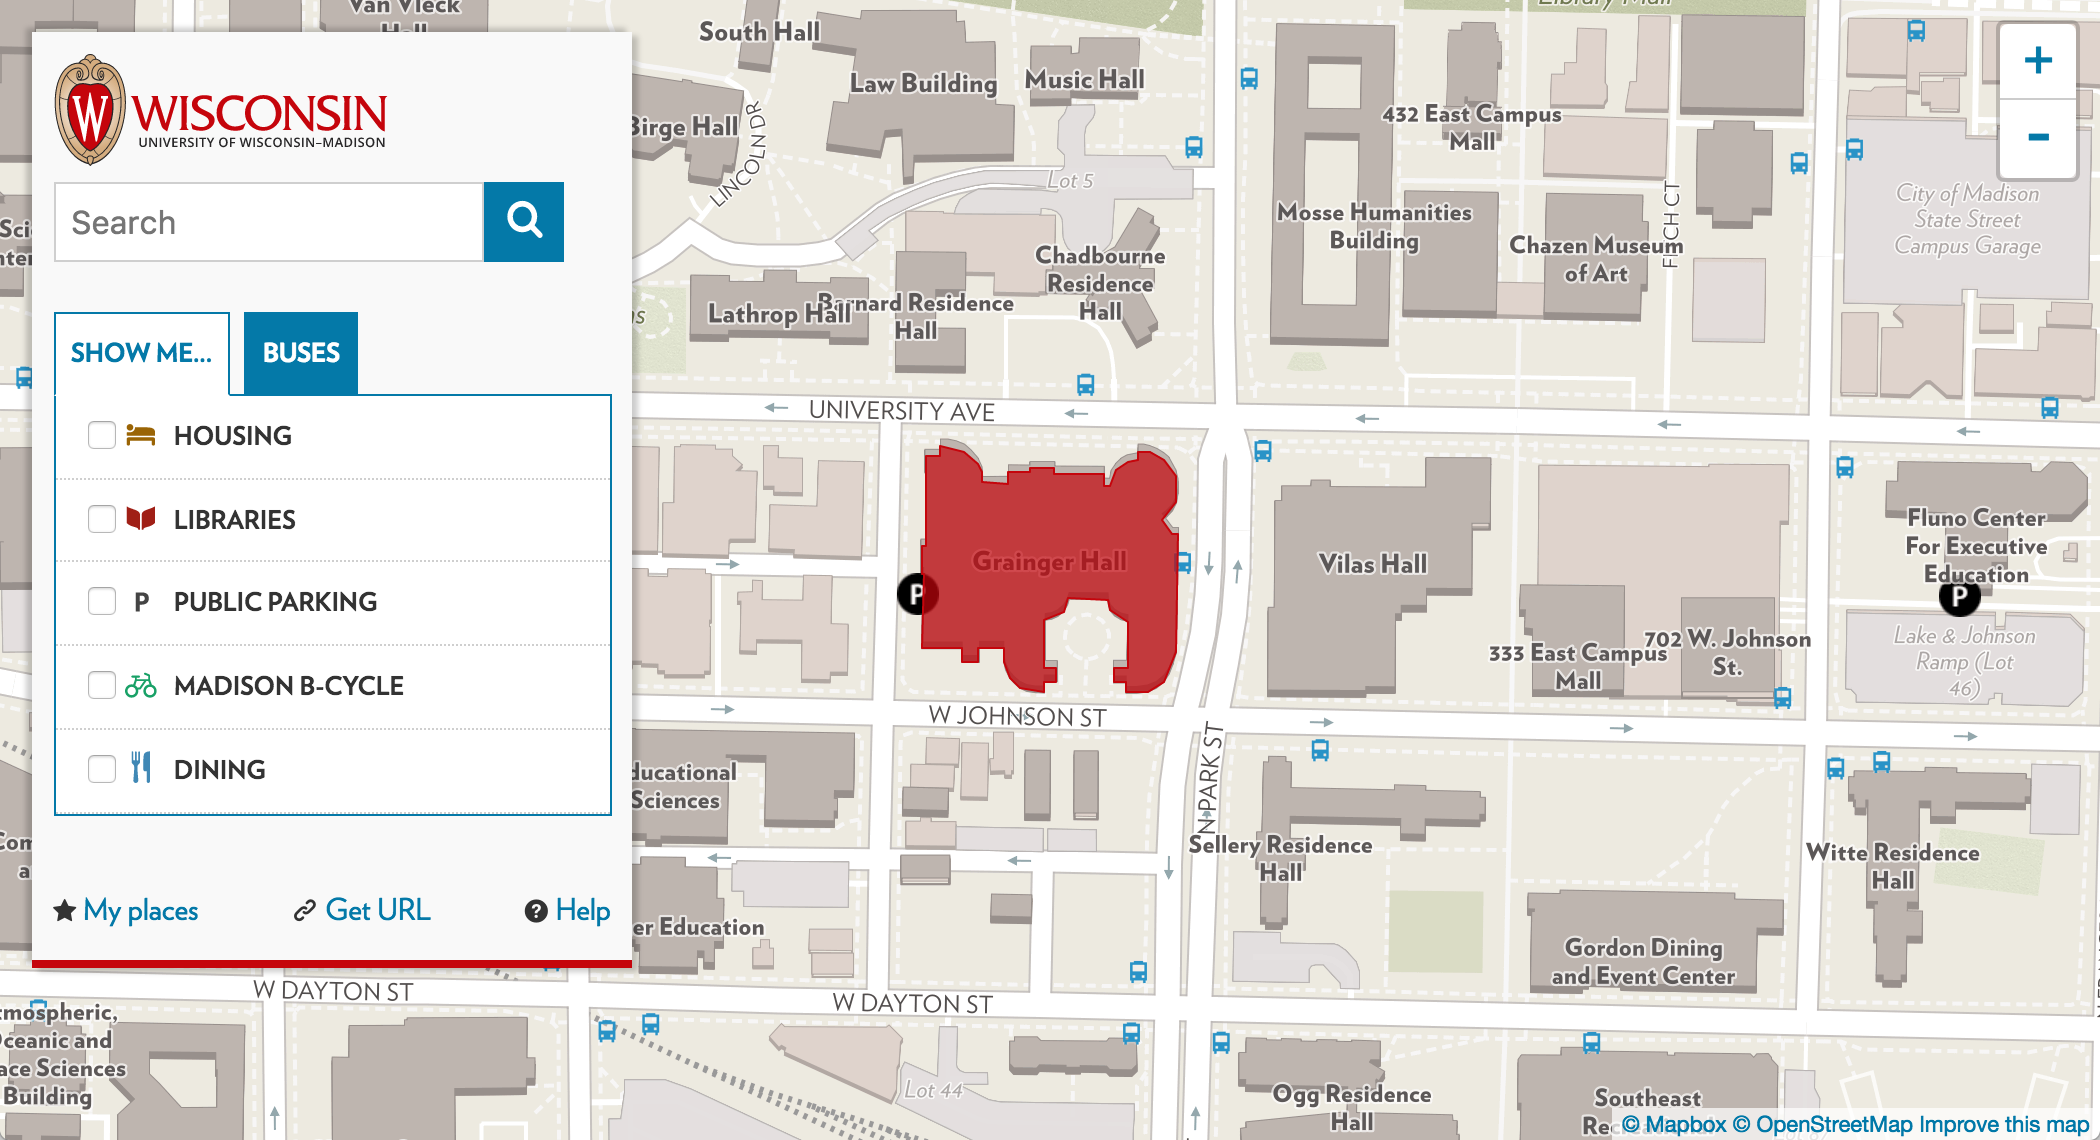 Van Vleck
Hall
South Hall
Law Building
Music Hall
Library Mall
432 East Campus
Mall
Birge Hall
LINCOLN DR
Lot 5
WISCONSIN
UNIVERSITY OF WISCONSIN–MADISON
Search
Mosse Humanities
Building
Chazen Museum
of Art
FITCH CT
City of Madison
State Street
Campus Garage
Chadbourne
Residence
Hall
Lathrop Hall
Barnard Residence
Hall
SHOW ME...
BUSES
HOUSING
LIBRARIES
P PUBLIC PARKING
MADISON B-CYCLE
DINING
My places
Get URL
? Help
UNIVERSITY AVE
Grainger Hall
P
Vilas Hall
Fluno Center
For Executive
Education
P
333 East Campus
Mall
702 W. Johnson
St.
Lake & Johnson
Ramp (Lot
46)
W JOHNSON ST
N PARK ST
ducational
Sciences
Sellery Residence
Hall
Witte Residence
Hall
er Education
Gordon Dining
and Event Center
W DAYTON ST
W DAYTON ST
tmospheric,
ceanic and
ace Sciences
Building
Lot 44
Ogg Residence
Hall
Southeast
+
-
© Mapbox © OpenStreetMap Improve this map